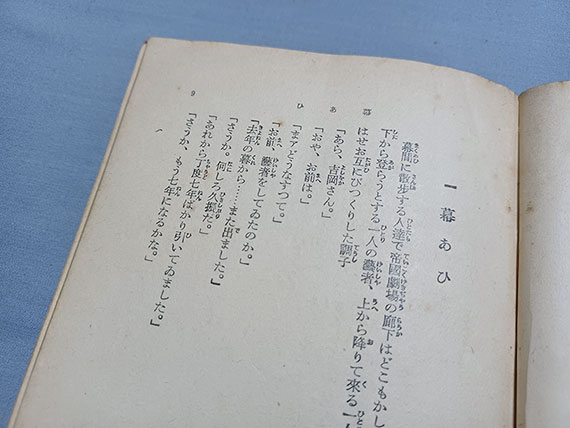 一 幕あひ
幕間に散歩する人達で帝國劇場の廊下はどこもかし
下から登らうとする一人の藝者、上から降りて來る一
はせお互にびつくりした調子
「あら、吉岡さん。」
「おや、お前は。」
「まアどうなすつて。」
「お前、藝者をしてゐたのか。」
「去年の暮から……また出ました。」
「さうか。何しろ久振だ。」
「あれから丁度七年ばかり引いてゐました。」
「さうか、もう七年になるかな。」
幕あひ
9